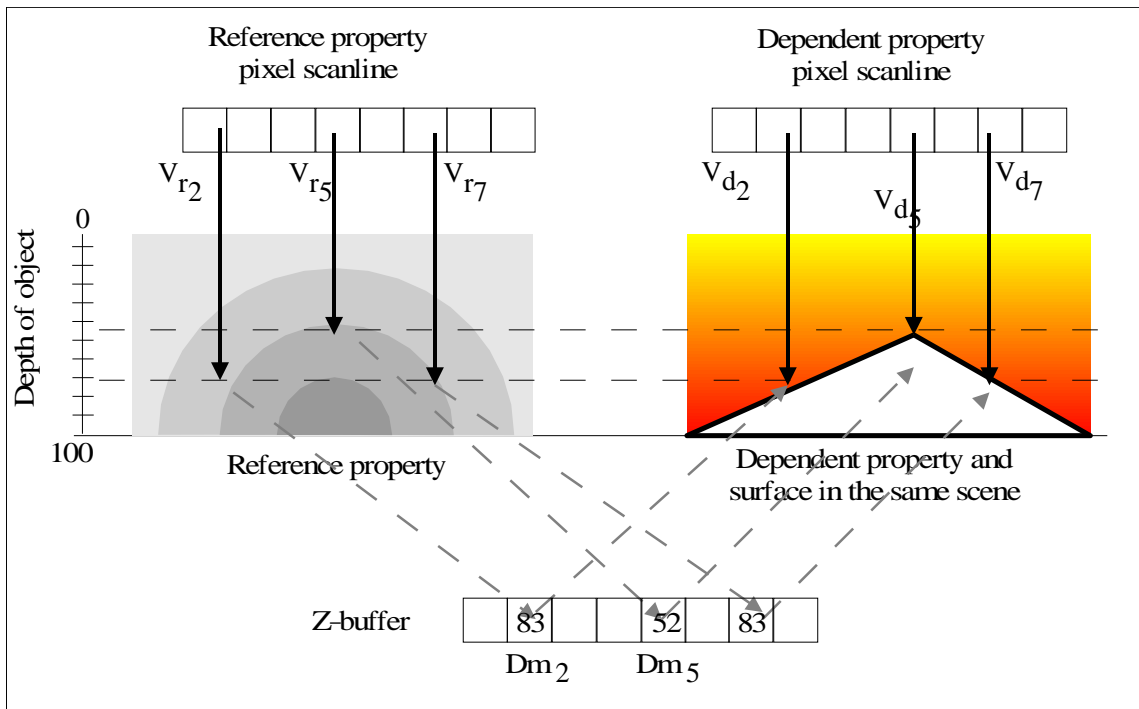 Reference property
pixel scanline
Dependent property
pixel scanline
Vr2
Vr5
Vr7
Vd2
Vd5
Vd7
0
Depth of object
100
Reference property
Dependent property and
surface in the same scene
Z-buffer
83
52
83
Dm2
Dm5